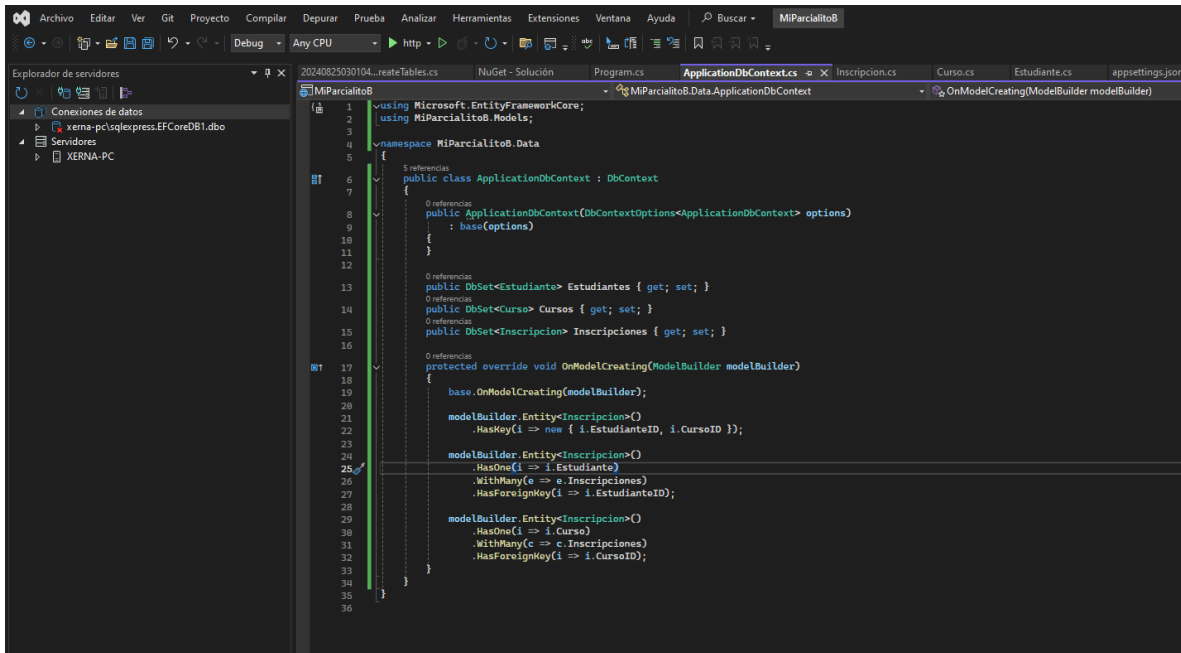 Archivo Editar Ver Git Proyecto Compilar Depurar Prueba Analizar Herramientas Extensiones Ventana Ayuda Buscar MiParcialitoB
Debug Any CPU http
Explorador de servidores
Conexiones de datos
xerna-pc\sqlexpress.EFCoreDB1.dbo
Servidores
XERNA-PC
20240825030104...reateTables.cs NuGet - Solución Program.cs ApplicationDbContext.cs Inscripcion.cs Curso.cs Estudiante.cs appsettings.json
MiParcialitoB MiParcialitoB.Data.ApplicationDbContext OnModelCreating(ModelBuilder modelBuilder)
1 using Microsoft.EntityFrameworkCore;
2 using MiParcialitoB.Models;
3
4 namespace MiParcialitoB.Data
5 {
5 referencias
6 public class ApplicationDbContext : DbContext
7 {
0 referencias
8 public ApplicationDbContext(DbContextOptions<ApplicationDbContext> options)
9 : base(options)
10 {
11 }
12
0 referencias
13 public DbSet<Estudiante> Estudiantes { get; set; }
0 referencias
14 public DbSet<Curso> Cursos { get; set; }
0 referencias
15 public DbSet<Inscripcion> Inscripciones { get; set; }
16
0 referencias
17 protected override void OnModelCreating(ModelBuilder modelBuilder)
18 {
19 base.OnModelCreating(modelBuilder);
20
21 modelBuilder.Entity<Inscripcion>()
22 .HasKey(i => new { i.EstudianteID, i.CursoID });
23
24 modelBuilder.Entity<Inscripcion>()
25 .HasOne(i => i.Estudiante)
26 .WithMany(e => e.Inscripciones)
27 .HasForeignKey(i => i.EstudianteID);
28
29 modelBuilder.Entity<Inscripcion>()
30 .HasOne(i => i.Curso)
31 .WithMany(c => c.Inscripciones)
32 .HasForeignKey(i => i.CursoID);
33 }
34 }
35 }
36